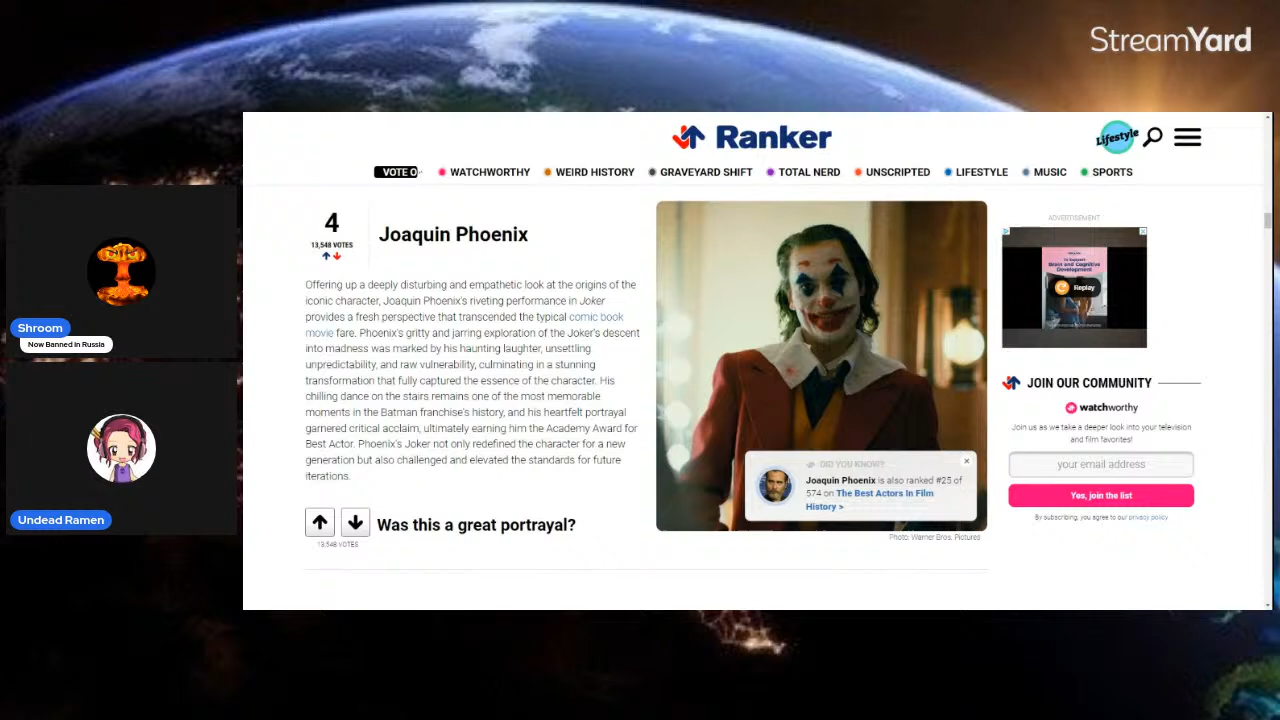 StreamYard
Ranker
Lifestyle
VOTE O
WATCHWORTHY
WEIRD HISTORY
GRAVEYARD SHIFT
TOTAL NERD
UNSCRIPTED
LIFESTYLE
MUSIC
SPORTS
4
13,548 VOTES
Joaquin Phoenix
Offering up a deeply disturbing and empathetic look at the origins of the
iconic character, Joaquin Phoenix's riveting performance in Joker
provides a fresh perspective that transcended the typical comic book
movie fare. Phoenix's gritty and jarring exploration of the Joker's descent
into madness was marked by his haunting laughter, unsettling
unpredictability, and raw vulnerability, culminating in a stunning
transformation that fully captured the essence of the character. His
chilling dance on the stairs remains one of the most memorable
moments in the Batman franchise's history, and his heartfelt portrayal
garnered critical acclaim, ultimately earning him the Academy Award for
Best Actor. Phoenix's Joker not only redefined the character for a new
generation but also challenged and elevated the standards for future
iterations.
Was this a great portrayal?
13,548 VOTES
DID YOU KNOW?
Joaquin Phoenix is also ranked #25 of
574 on The Best Actors In Film
History >
Photo: Warner Bros. Pictures
ADVERTISEMENT
Brain and Cognitive
Development
Replay
JOIN OUR COMMUNITY
watchworthy
Join us as we take a deeper look into your television
and film favorites!
your email address
Yes, join the list
By subscribing, you agree to our privacy policy
Shroom
Now Banned in Russia
Undead Ramen